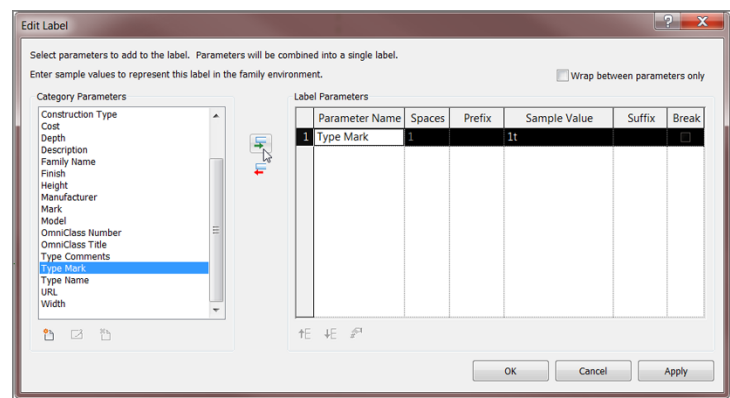 Edit Label
Select parameters to add to the label. Parameters will be combined into a single label.
Enter sample values to represent this label in the family environment.
Wrap between parameters only
Category Parameters
Construction Type
Cost
Depth
Description
Family Name
Finish
Height
Manufacturer
Mark
Model
OmniClass Number
OmniClass Title
Type Comments
Type Mark
Type Name
URL
Width
Label Parameters
Parameter Name Spaces Prefix Sample Value Suffix Break
1 Type Mark 1 1t
OK Cancel Apply